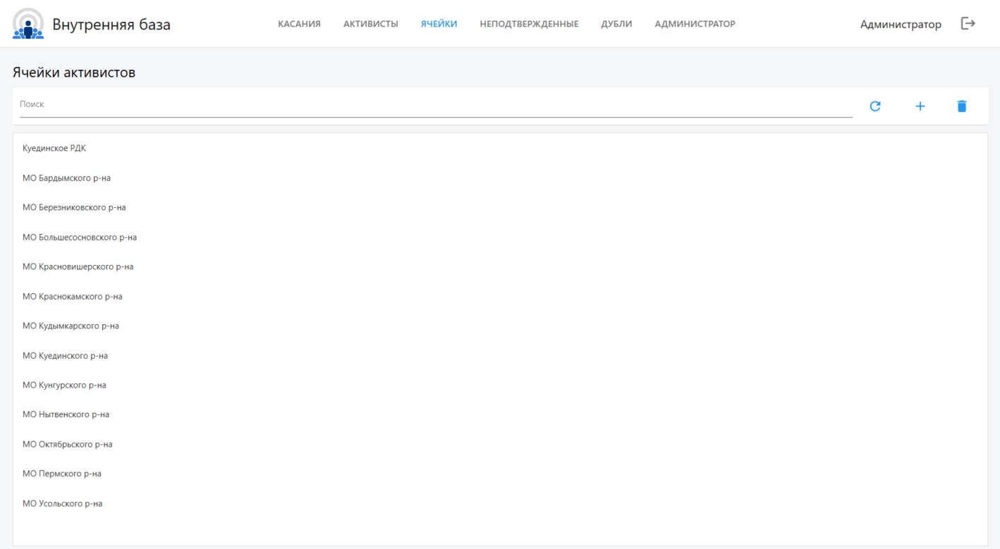 Внутренняя база
КАСАНИЯ АКТИВИСТЫ ЯЧЕЙКИ НЕПОДТВЕРЖДЕННЫЕ ДУБЛИ АДМИНИСТРАТОР
Администратор
Ячейки активистов
Поиск
Куединское РДК
МО Бардымского р-на
МО Березниковского р-на
МО Большесосновского р-на
МО Красновишерского р-на
МО Краснокамского р-на
МО Кудымкарского р-на
МО Куединского р-на
МО Кунгурского р-на
МО Нытвенского р-на
МО Октябрьского р-на
МО Пермского р-на
МО Усольского р-на